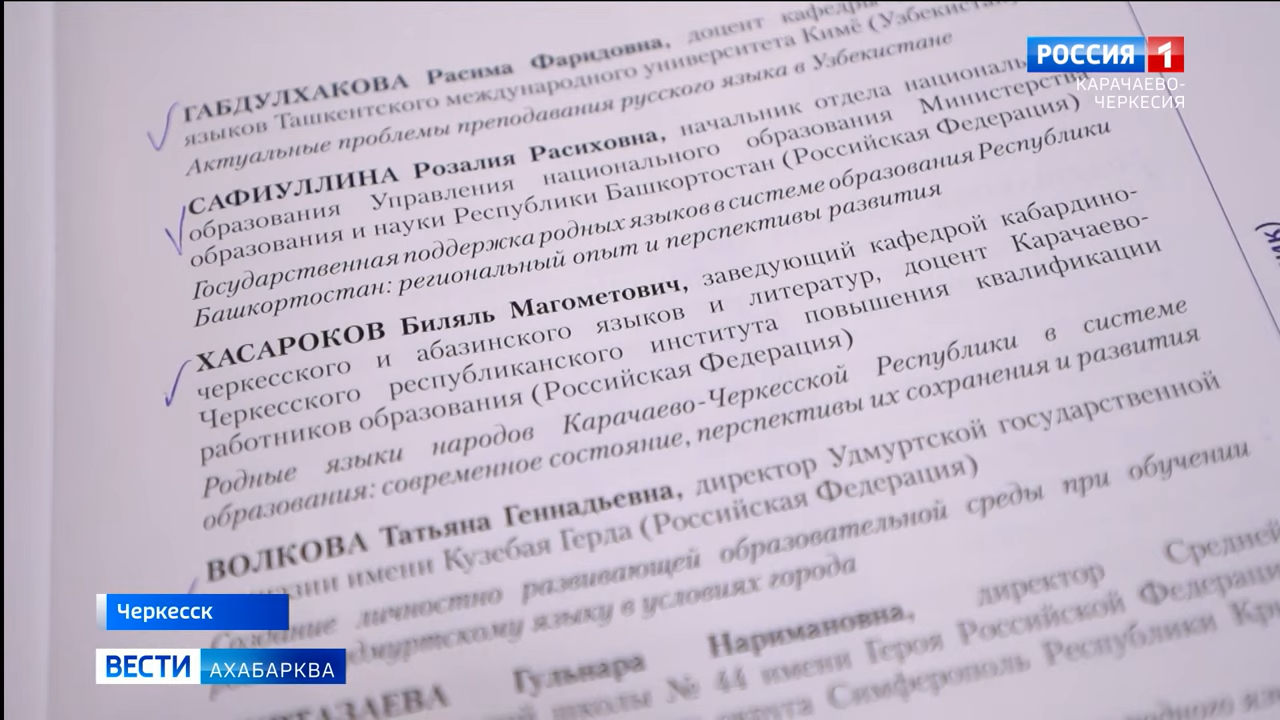 РОССИЯ 1
КАРАЧАЕВО-
ЧЕРКЕСИЯ
ГАБДУЛХАКОВА Расима Фаридовна, доцент кафедры
языков Ташкентского международного университета Кимё (Узбекистан)
Актуальные проблемы преподавания русского языка в Узбекистане
САФИУЛЛИНА Розалия Расиховна, начальник отдела
образования Управления национального образования
образования и науки Республики Башкортостан (Российская Федерация)
Государственная поддержка родных языков в системе образования Республики
Башкортостан: региональный опыт и перспективы развития
ХАСАРОКОВ Биляль Магометович, заведующий кафедрой кабардино-
черкесского и абазинского языков и литератур, доцент Карачаево-
Черкесского республиканского института повышения квалификации
работников образования (Российская Федерация)
Родные языки народов Карачаево-Черкесской Республики в системе
образования: современное состояние, перспективы их сохранения и развития
ВОЛКОВА Татьяна Геннадьевна, директор Удмуртской государственной
имени Кузебая Герда (Российская Федерация)
Создание личностно развивающей образовательной среды при обучении
языку в условиях города
Гульнара Наримановна, директор Средней
школы № 44 имени Героя Российской
округа Симферополь Республики
Черкесск
ВЕСТИ АХАБАРКВА